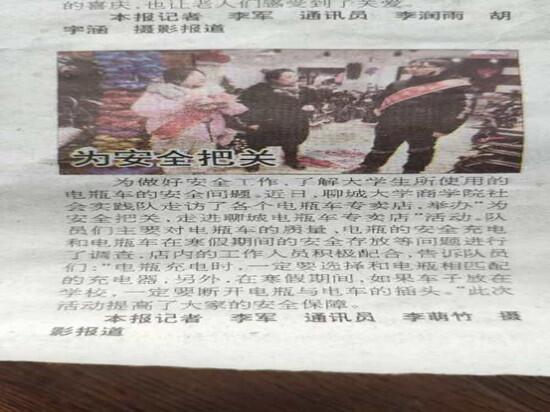 的喜庆，也让老人们感受到了关爱。
本报记者 李军 通讯员 李润雨 胡
宇涵 摄影报道
为安全把关
为做好安全工作，了解大学生所使用的
电瓶车的安全问题，近日，聊城大学商学院社
会实践队走访了各个电瓶车专卖店，举办“为
安全把关，走进聊城电瓶车专卖店”活动。队
员们主要对电瓶车的质量、电瓶的安全充电
和电瓶车在寒假期间的安全存放等问题进行
了调查，店内的工作人员积极配合，告诉队员
们：“电瓶充电时，一定要选择和电瓶相匹配
的充电器，另外，在寒假期间，如果车子放在
学校，一定要断开电瓶与电车的插头。”此次
活动提高了大家的安全保障。
本报记者 李军 通讯员 李萌竹 摄
影报道